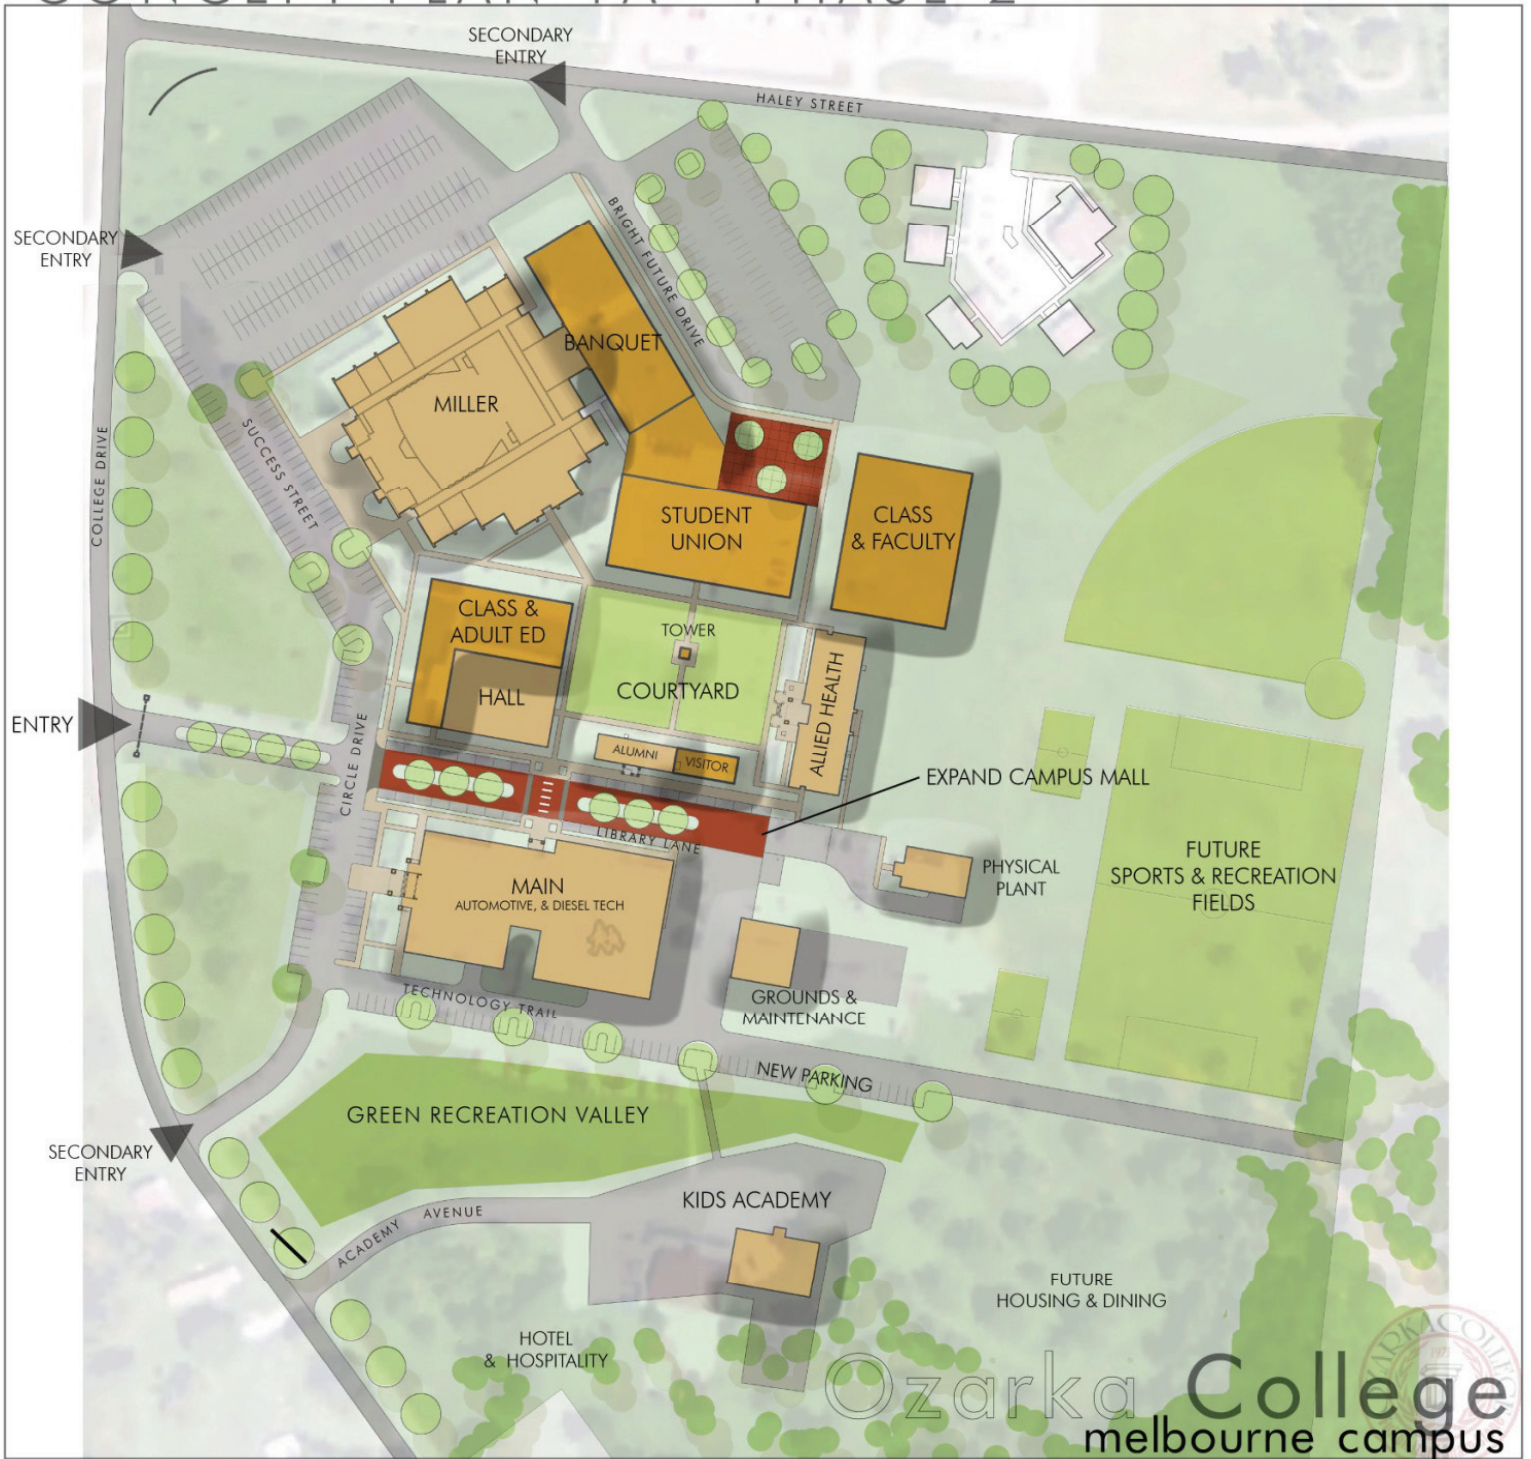 SECONDARY
ENTRY
HALEY STREET
SECONDARY
ENTRY
BRIGHT FUTURE DRIVE
BANQUET
MILLER
COLLEGE DRIVE
SUCCESS STREET
STUDENT
UNION
CLASS
& FACULTY
CLASS &
ADULT ED
TOWER
HALL
COURTYARD
ALLIED HEALTH
ENTRY
CIRCLE DRIVE
ALUMNI
VISITOR
EXPAND CAMPUS MALL
LIBRARY LANE
PHYSICAL
PLANT
FUTURE
SPORTS & RECREATION
FIELDS
MAIN
AUTOMOTIVE, & DIESEL TECH
TECHNOLOGY TRAIL
GROUNDS &
MAINTENANCE
NEW PARKING
GREEN RECREATION VALLEY
SECONDARY
ENTRY
KIDS ACADEMY
ACADEMY AVENUE
FUTURE
HOUSING & DINING
HOTEL
& HOSPITALITY
Ozarka College
melbourne campus
1973